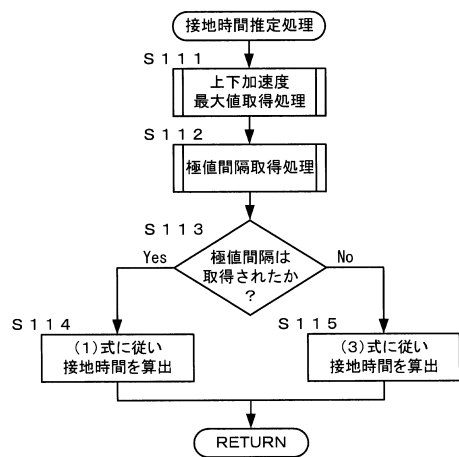 接地時間推定処理
S111
上下加速度
最大値取得処理
S112
極値間隔取得処理
S113
極値間隔は
取得されたか
?
Yes
No
S114
(1)式に従い
接地時間を算出
S115
(3)式に従い
接地時間を算出
RETURN